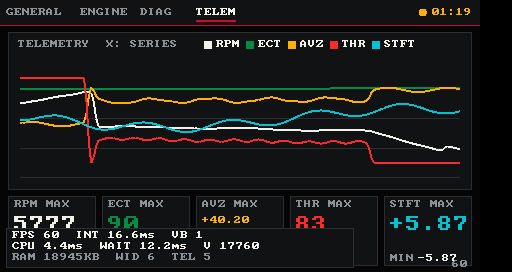 GENERAL ENGINE DIAG TELEM 01:19
TELEMETRY X: SERIES RPM ECT AVZ THR STFT
RPM MAX ECT MAX AVZ MAX THR MAX STFT MAX
5777 90 +40.20 83 +5.87
FPS 60 INT 16.6ms VB 1
CPU 4.4ms WAIT 12.2ms V 17760
RAM 18945KB WID 6 TEL 5
MIN -5.87
60